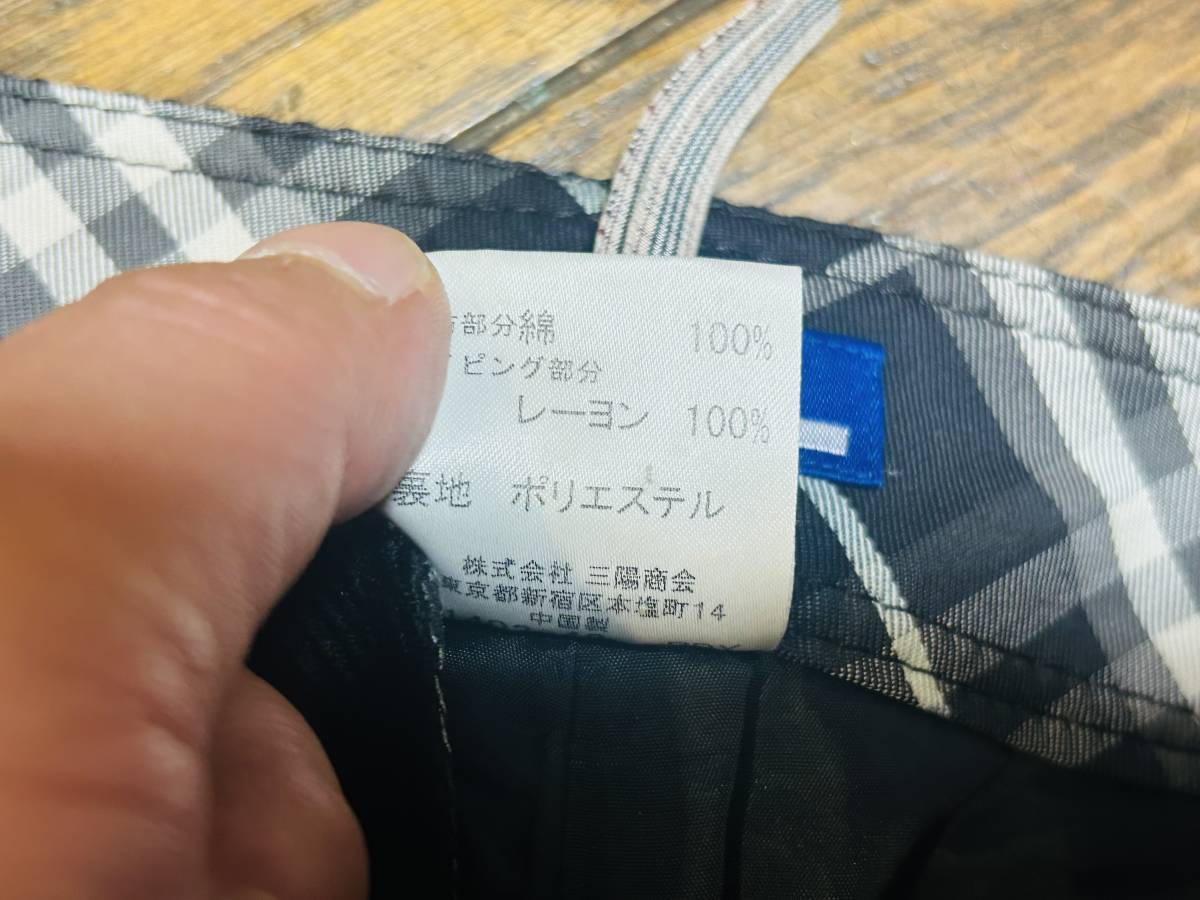 部分綿 100%
ピング部分
レーヨン 100%
裏地 ポリエステル
株式会社 三陽商会
東京都新宿区本塩町14
中国製